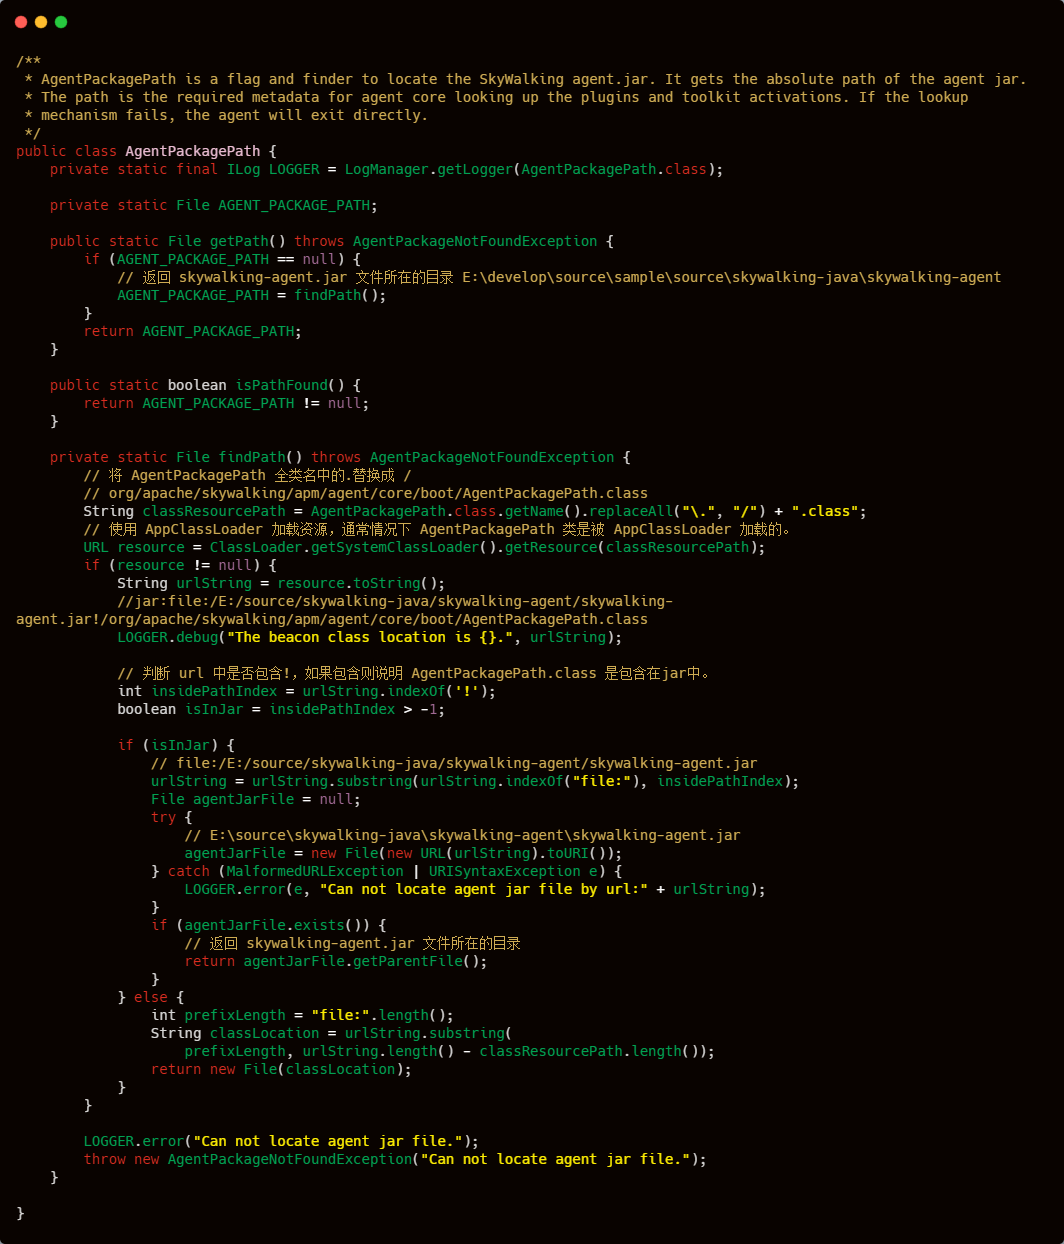 /**
 * AgentPackagePath is a flag and finder to locate the SkyWalking agent.jar. It gets the absolute path of the agent jar.
 * The path is the required metadata for agent core looking up the plugins and toolkit activations. If the lookup
 * mechanism fails, the agent will exit directly.
 */
public class AgentPackagePath {
    private static final ILog LOGGER = LogManager.getLogger(AgentPackagePath.class);

    private static File AGENT_PACKAGE_PATH;

    public static File getPath() throws AgentPackageNotFoundException {
        if (AGENT_PACKAGE_PATH == null) {
            // 返回 skywalking-agent.jar 文件所在的目录 E:\develop\source\sample\source\skywalking-java\skywalking-agent
            AGENT_PACKAGE_PATH = findPath();
        }
        return AGENT_PACKAGE_PATH;
    }

    public static boolean isPathFound() {
        return AGENT_PACKAGE_PATH != null;
    }

    private static File findPath() throws AgentPackageNotFoundException {
        // 将 AgentPackagePath 全类名中的.替换成 /
        // org/apache/skywalking/apm/agent/core/boot/AgentPackagePath.class
        String classResourcePath = AgentPackagePath.class.getName().replaceAll("\.", "/") + ".class";
        // 使用 AppClassLoader 加载资源，通常情况下 AgentPackagePath 类是被 AppClassLoader 加载的。
        URL resource = ClassLoader.getSystemClassLoader().getResource(classResourcePath);
        if (resource != null) {
            String urlString = resource.toString();
            //jar:file:/E:/source/skywalking-java/skywalking-agent/skywalking-
agent.jar!/org/apache/skywalking/apm/agent/core/boot/AgentPackagePath.class
            LOGGER.debug("The beacon class location is {}.", urlString);

            // 判断 url 中是否包含!，如果包含则说明 AgentPackagePath.class 是包含在jar中。
            int insidePathIndex = urlString.indexOf('!');
            boolean isInJar = insidePathIndex > -1;

            if (isInJar) {
                // file:/E:/source/skywalking-java/skywalking-agent/skywalking-agent.jar
                urlString = urlString.substring(urlString.indexOf("file:"), insidePathIndex);
                File agentJarFile = null;
                try {
                    // E:\source\skywalking-java\skywalking-agent\skywalking-agent.jar
                    agentJarFile = new File(new URL(urlString).toURI());
                } catch (MalformedURLException | URISyntaxException e) {
                    LOGGER.error(e, "Can not locate agent jar file by url:" + urlString);
                }
                if (agentJarFile.exists()) {
                    // 返回 skywalking-agent.jar 文件所在的目录
                    return agentJarFile.getParentFile();
                }
            } else {
                int prefixLength = "file:".length();
                String classLocation = urlString.substring(
                    prefixLength, urlString.length() - classResourcePath.length());
                return new File(classLocation);
            }
        }

        LOGGER.error("Can not locate agent jar file.");
        throw new AgentPackageNotFoundException("Can not locate agent jar file.");
    }

}